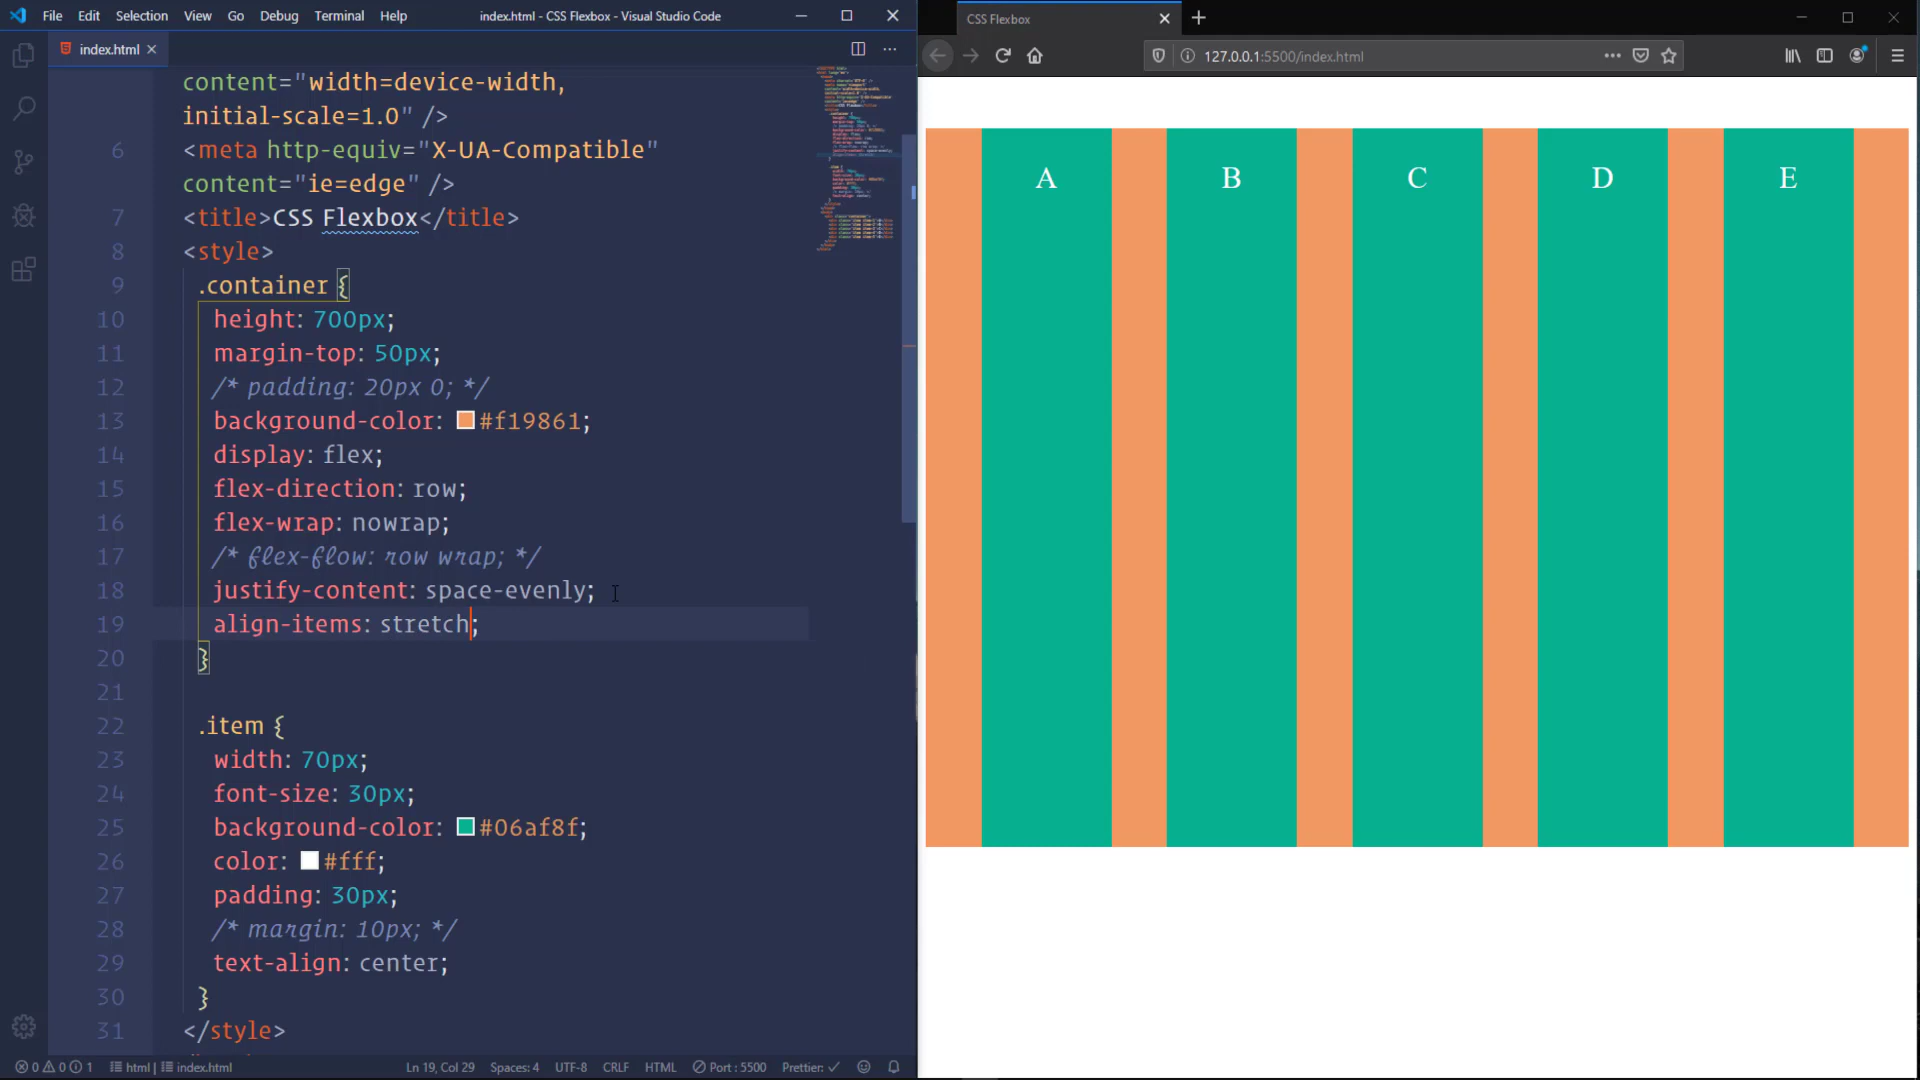 File Edit Selection View Go Debug Terminal Help index.html - CSS Flexbox - Visual Studio Code
index.html
content="width=device-width,
initial-scale=1.0" />
6 <meta http-equiv="X-UA-Compatible"
content="ie=edge" />
7 <title>CSS Flexbox</title>
8 <style>
9 .container {
10 height: 700px;
11 margin-top: 50px;
12 /* padding: 20px 0; */
13 background-color: #f19861;
14 display: flex;
15 flex-direction: row;
16 flex-wrap: nowrap;
17 /* flex-flow: row wrap; */
18 justify-content: space-evenly;
19 align-items: stretch;
20 }
21
22 .item {
23 width: 70px;
24 font-size: 30px;
25 background-color: #06af8f;
26 color: #fff;
27 padding: 30px;
28 /* margin: 10px; */
29 text-align: center;
30 }
31 </style>
0 0 1 html | index.html Ln 19, Col 29 Spaces: 4 UTF-8 CRLF HTML Port : 5500 Prettier: ✓
CSS Flexbox
127.0.0.1:5500/index.html
A B C D E